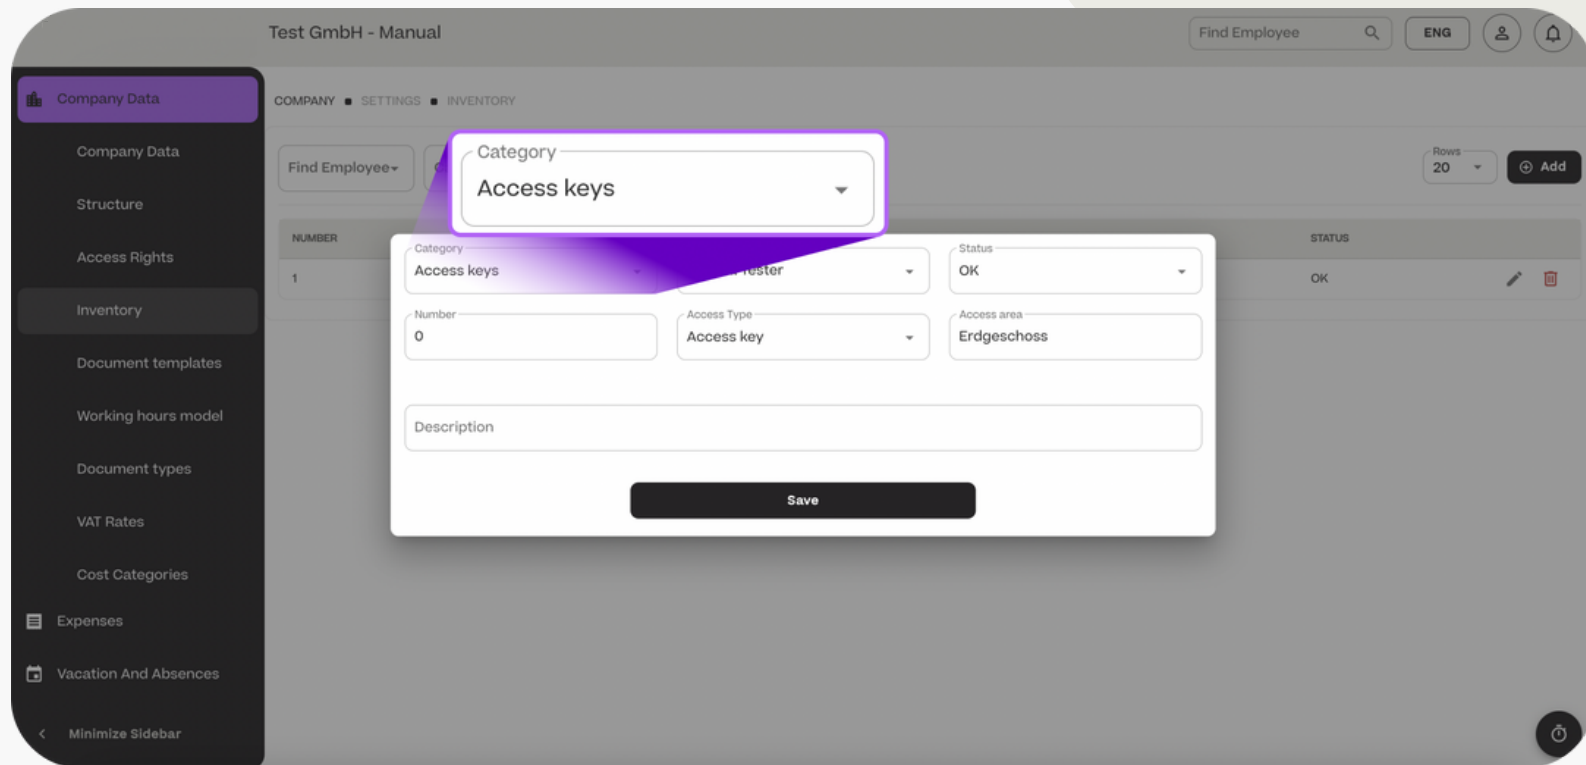 Test GmbH - Manual
Find Employee
ENG
Company Data
COMPANY SETTINGS INVENTORY
Company Data
Structure
Access Rights
Inventory
Document templates
Working hours model
Document types
VAT Rates
Cost Categories
Expenses
Vacation And Absences
Minimize Sidebar
Find Employee
Rows
20
Add
Category
Access keys
NUMBER
STATUS
1
OK
Category
Access keys
Tester
Status
OK
Number
0
Access Type
Access key
Access area
Erdgeschoss
Description
Save